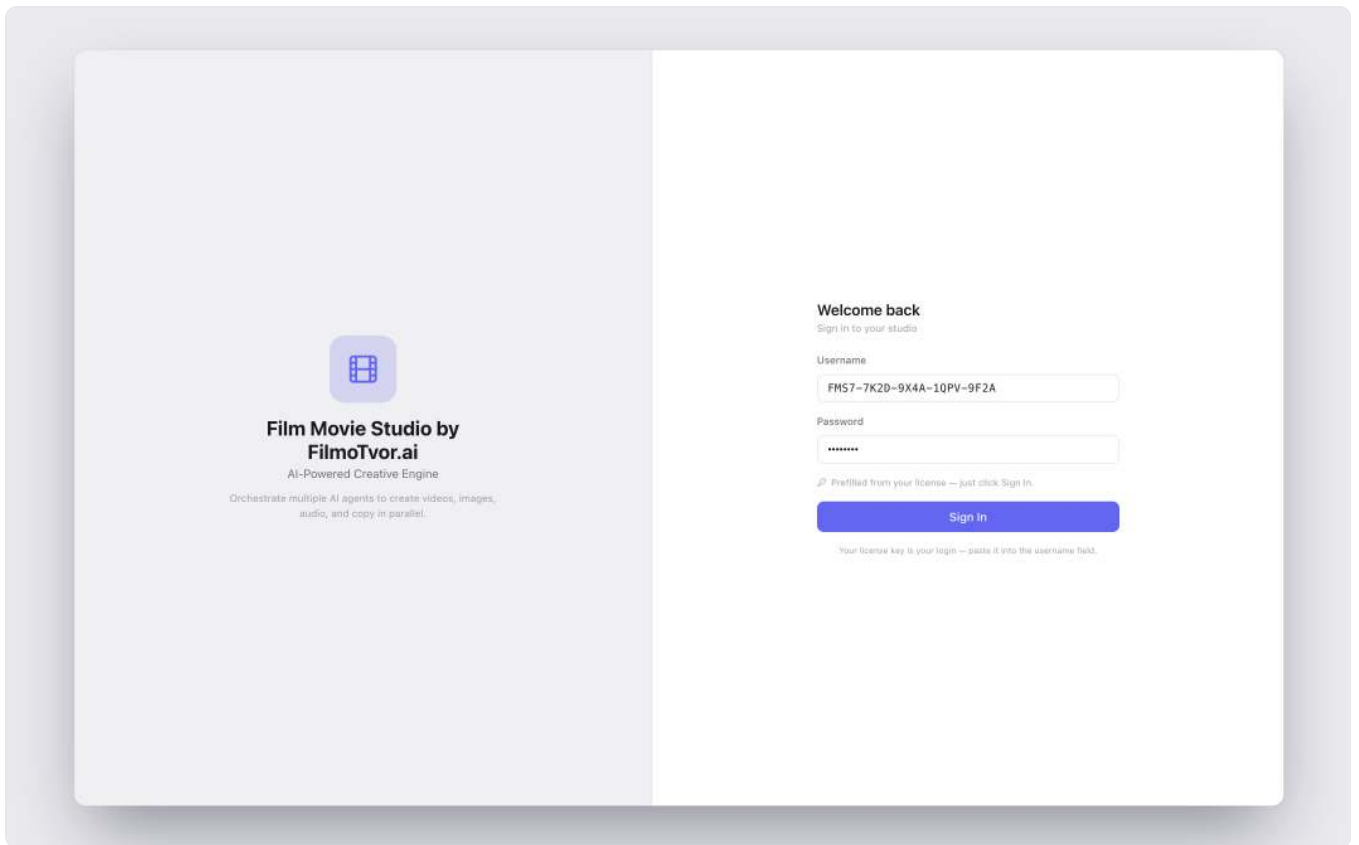 Film Movie Studio by
FilmoTvor.ai
AI-Powered Creative Engine
Orchestrate multiple AI agents to create videos, images,
audio, and copy in parallel.
Welcome back
Sign in to your studio
Username
FMS7-7K2D-9X4A-1QPV-9F2A
Password
••••••••
Prefilled from your license — just click Sign In.
Sign In
Your license key is your login — paste it into the username field.